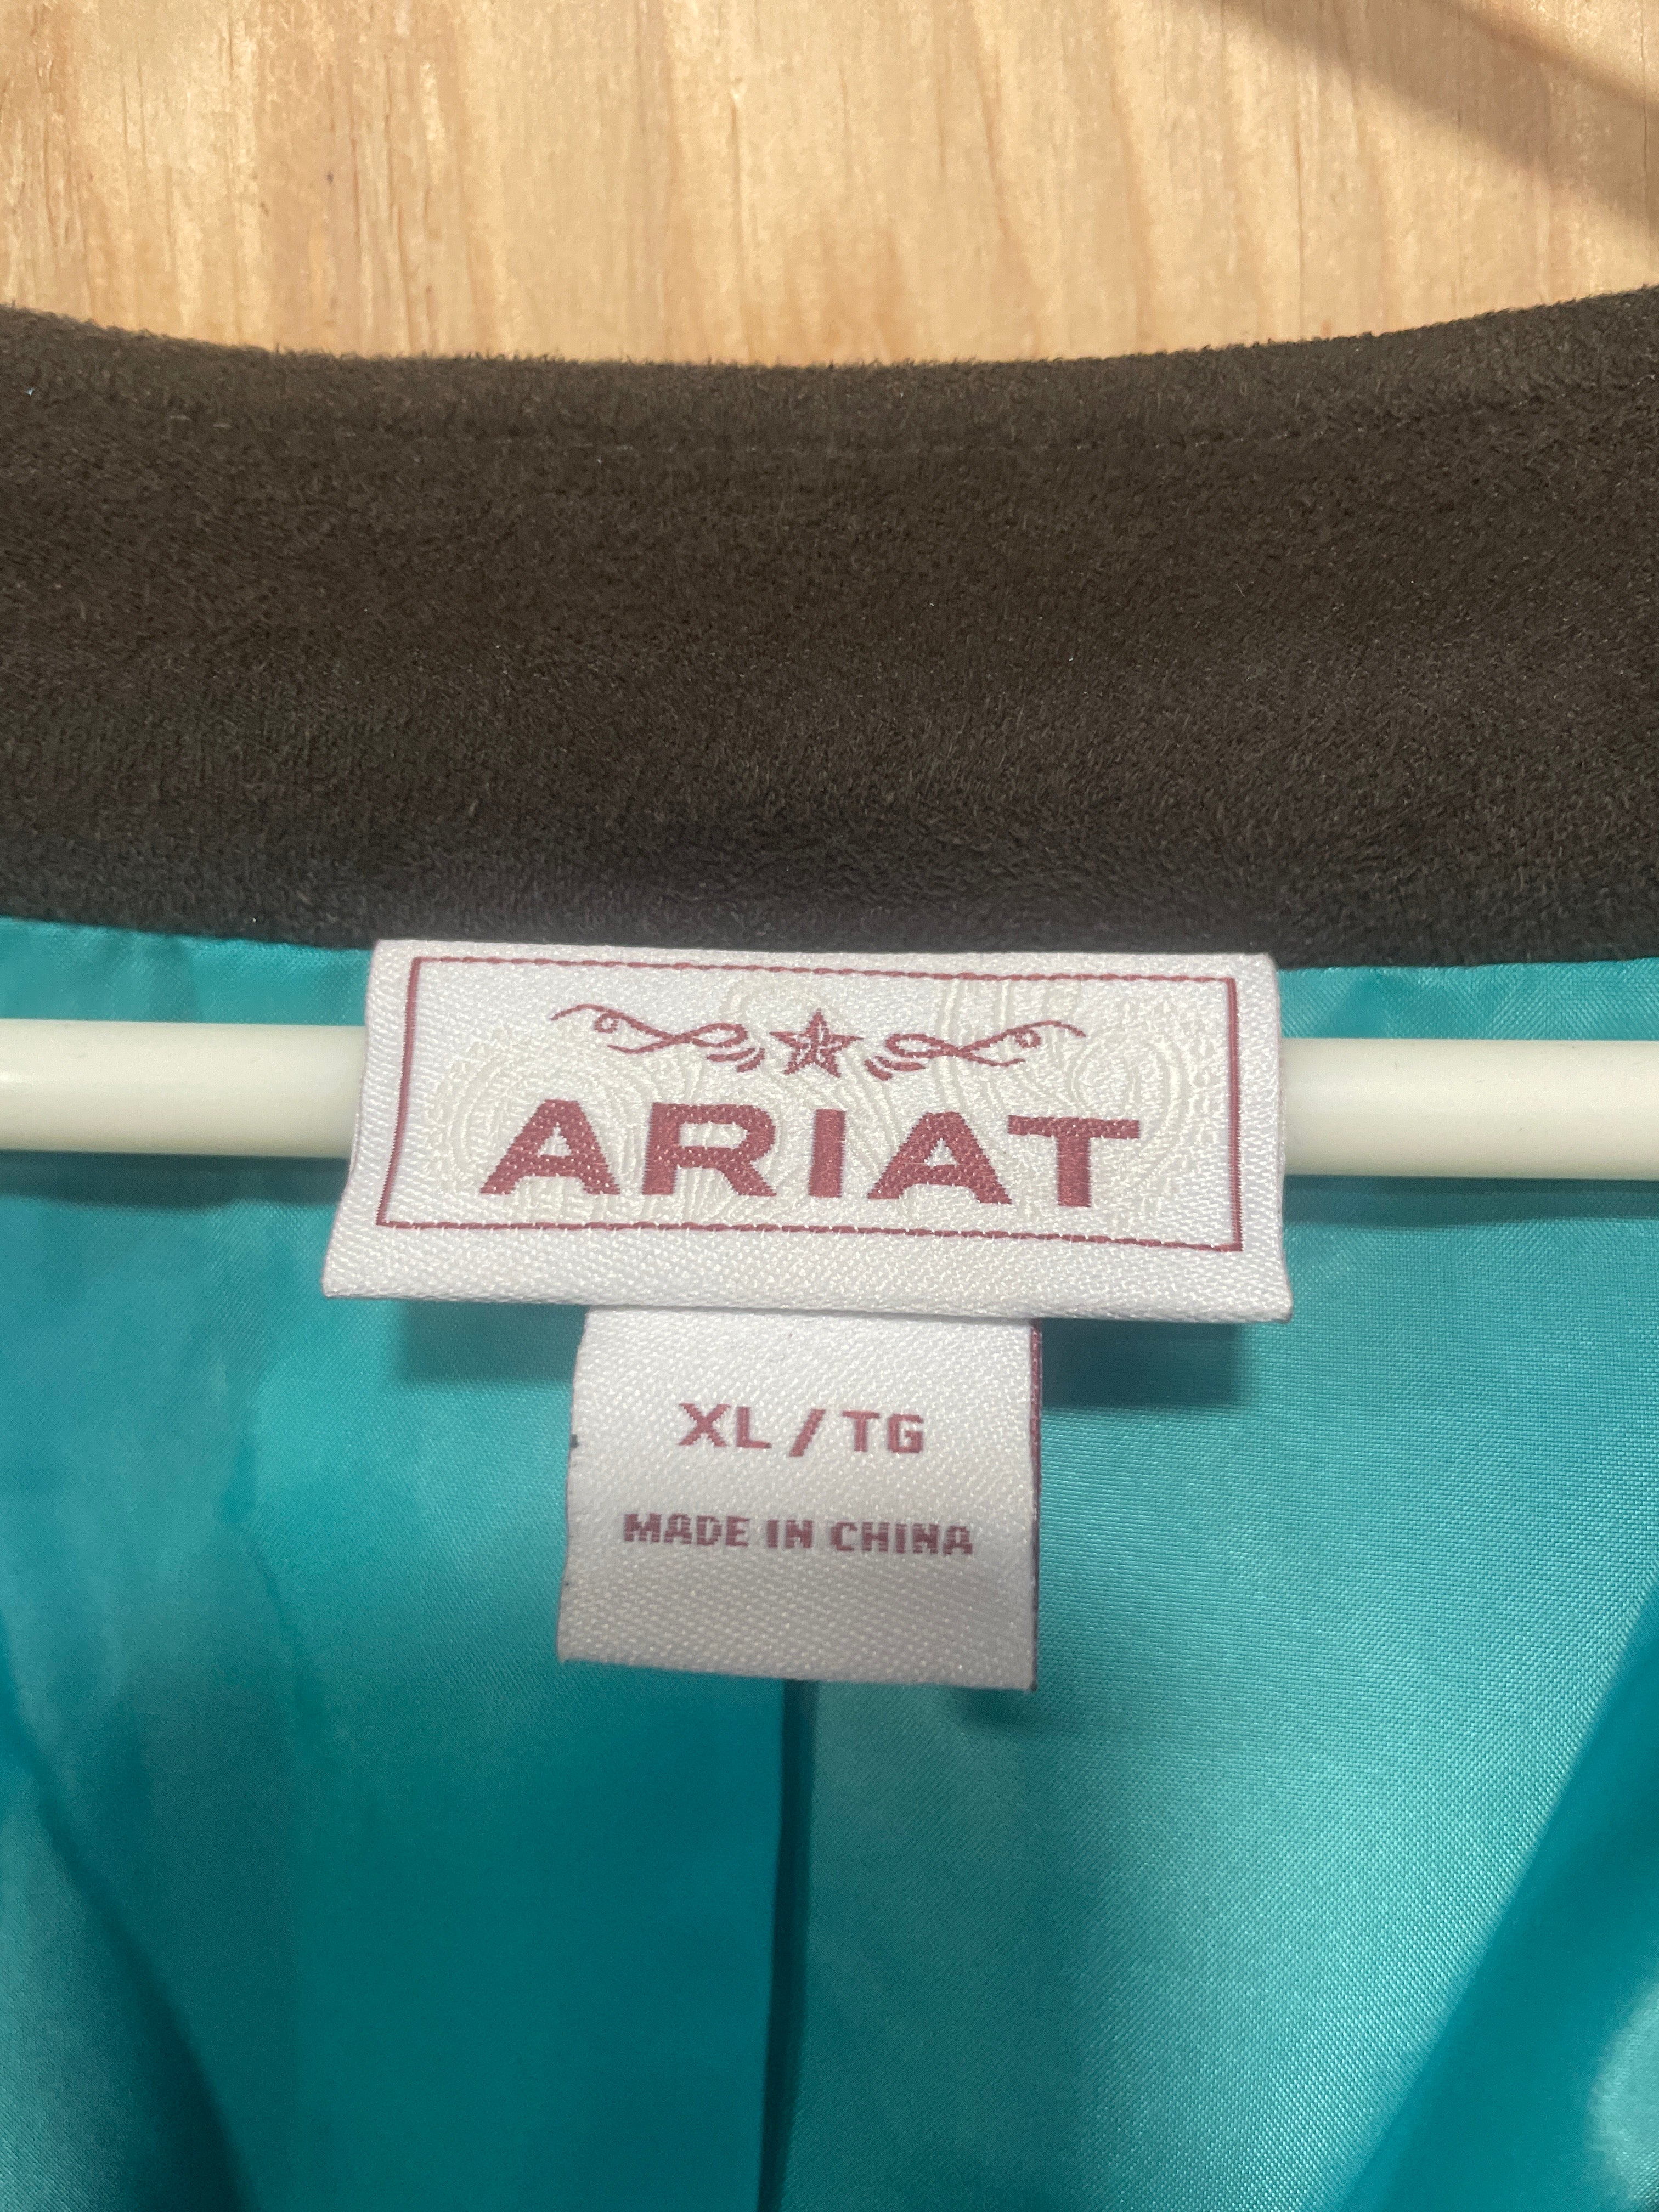 ARIAT
XL / TG
MADE IN CHINA